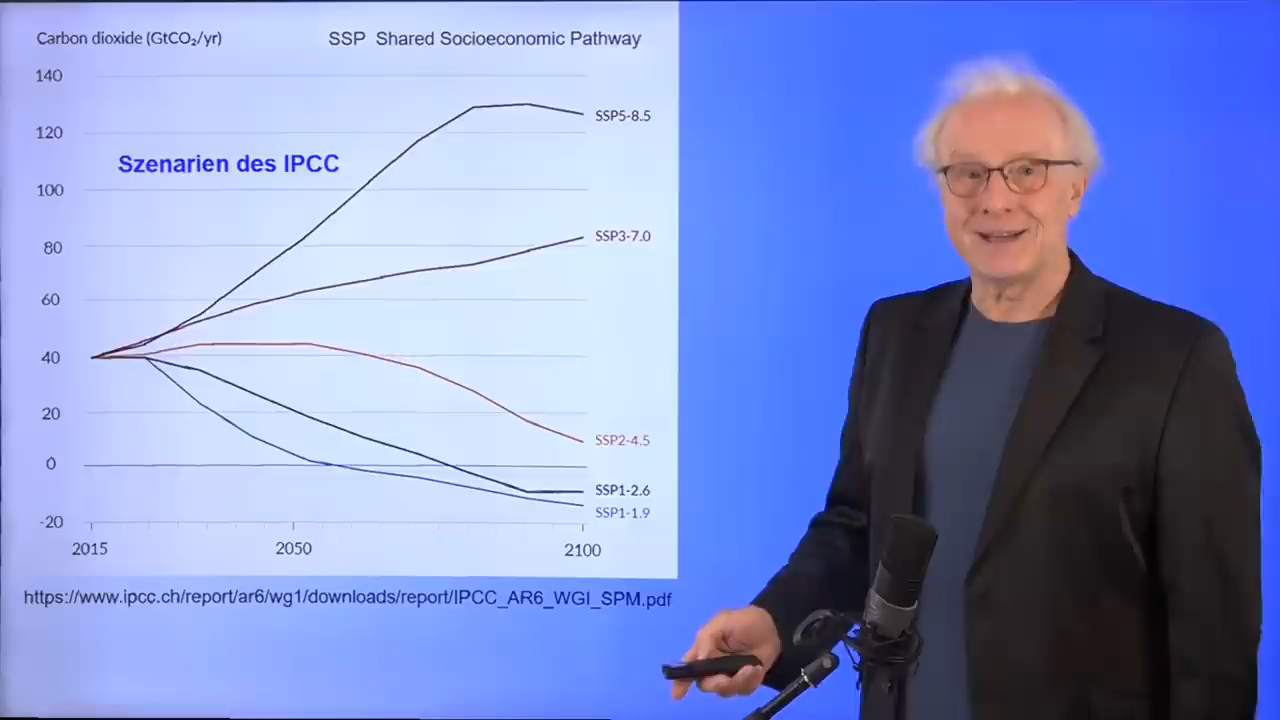 Carbon dioxide (GtCO₂/yr)
SSP Shared Socioeconomic Pathway
140
120
100
80
60
40
20
0
-20
Szenarien des IPCC
SSP5-8.5
SSP3-7.0
SSP2-4.5
SSP1-2.6
SSP1-1.9
2015
2050
2100
https://www.ipcc.ch/report/ar6/wg1/downloads/report/IPCC_AR6_WGI_SPM.pdf